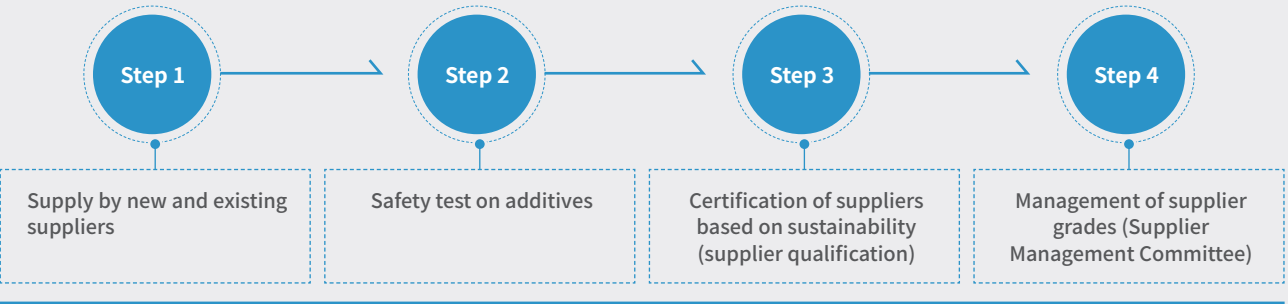 Step 1
Step 2
Step 3
Step 4
Supply by new and existing
suppliers
Safety test on additives
Certification of suppliers
based on sustainability
(supplier qualification)
Management of supplier
grades (Supplier
Management Committee)